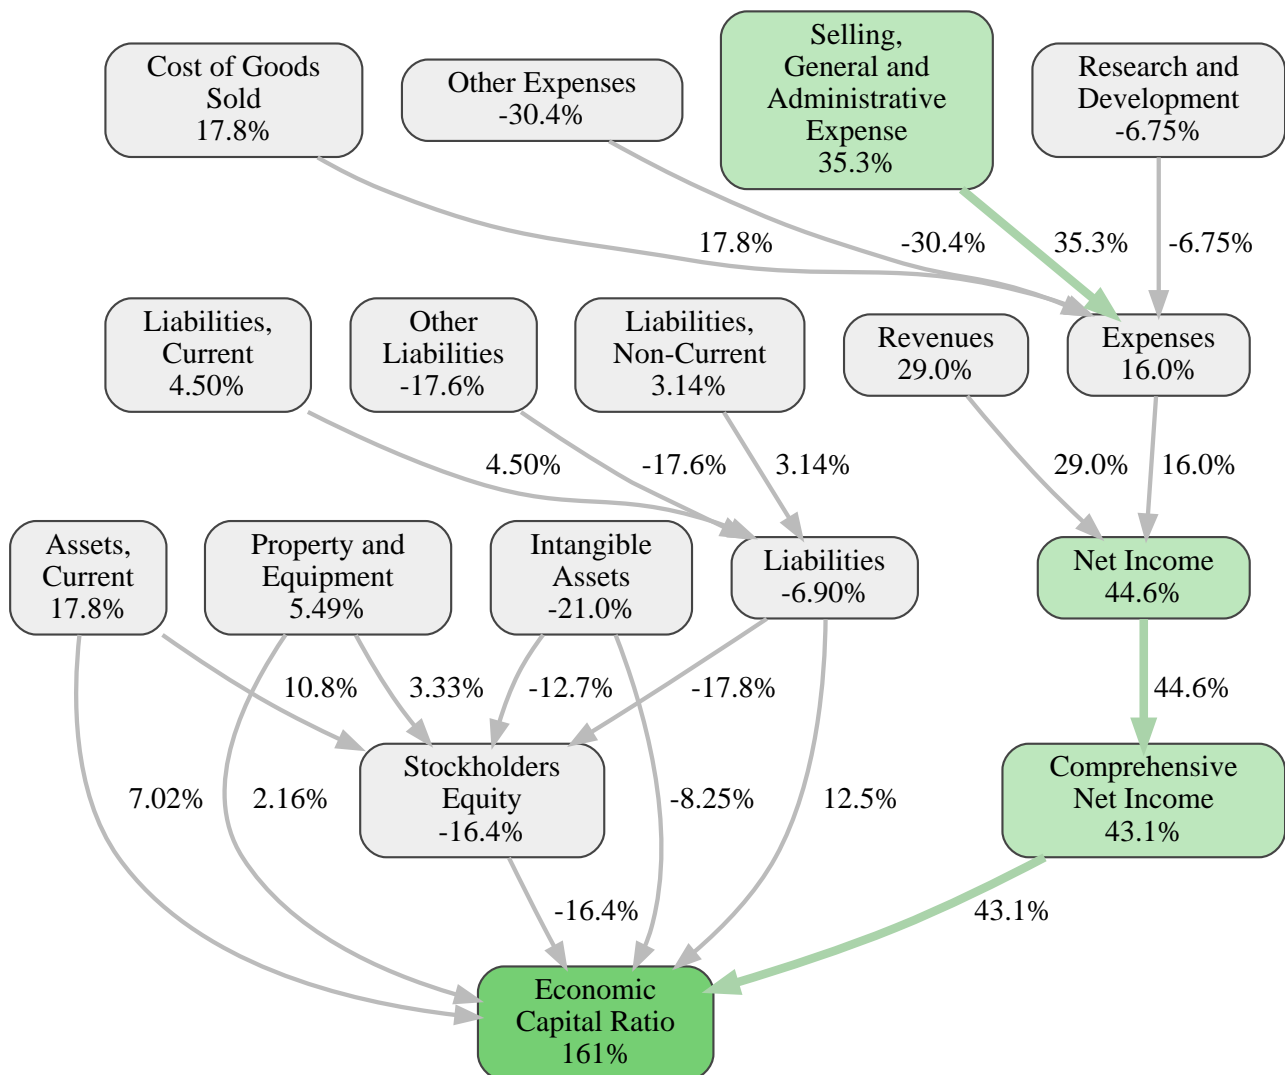 Cost of Goods
Sold
17.8%
Other Expenses
-30.4%
Selling,
General and
Administrative
Expense
35.3%
Research and
Development
-6.75%
17.8%
-30.4%
35.3%
-6.75%
Liabilities,
Current
4.50%
Other
Liabilities
-17.6%
Liabilities,
Non-Current
3.14%
Revenues
29.0%
Expenses
16.0%
4.50%
-17.6%
3.14%
29.0%
16.0%
Assets,
Current
17.8%
Property and
Equipment
5.49%
Intangible
Assets
-21.0%
Liabilities
-6.90%
Net Income
44.6%
10.8%
3.33%
-12.7%
-17.8%
44.6%
Stockholders
Equity
-16.4%
Comprehensive
Net Income
43.1%
7.02%
2.16%
-8.25%
12.5%
-16.4%
43.1%
Economic
Capital Ratio
161%